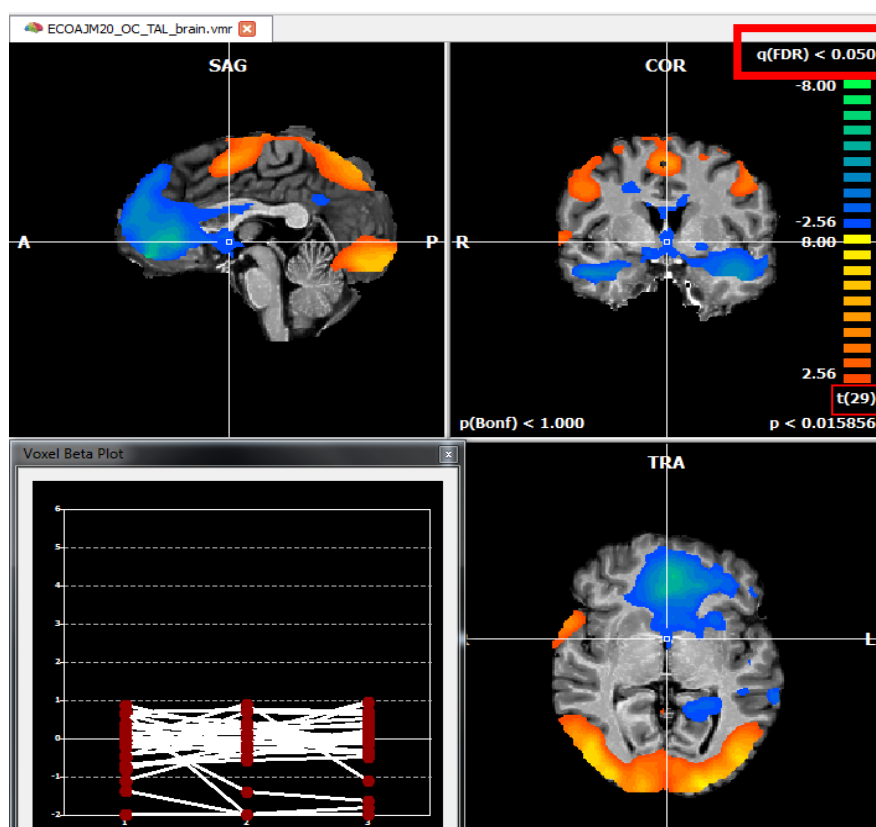 ECOAJM20_OC_TAL_brain.vmr
SAG
COR
q(FDR) < 0.050
-8.00
-2.56
8.00
2.56
t(29)
A
P
R
p(Bonf) < 1.000
p < 0.015856
Voxel Beta Plot
6
5
4
3
2
1
0
-1
-2
1
2
3
TRA
L